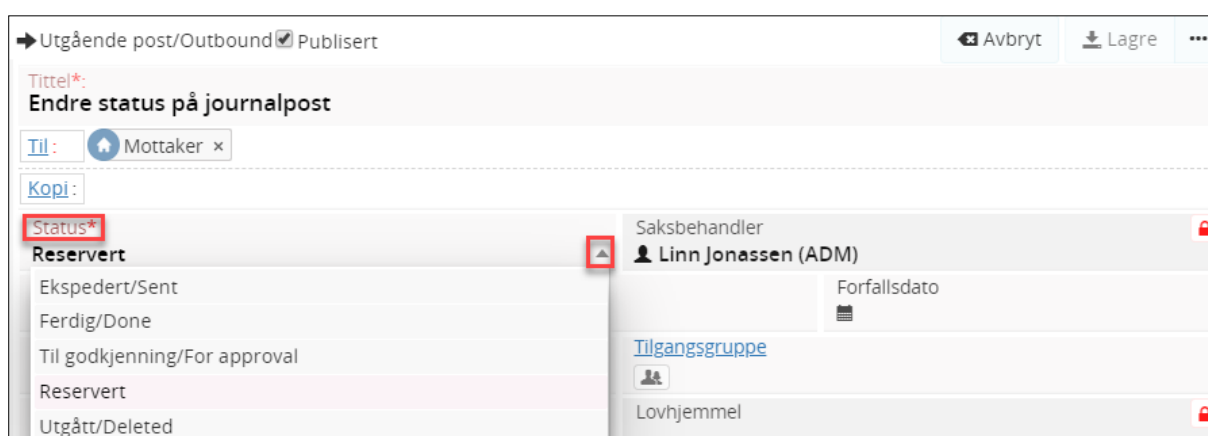 Utgående post/Outbound Publisert Avbryt Lagre ...
Tittel*:
Endre status på journalpost
Til: Mottaker ×
Kopi:
Status* Saksbehandler
Reservert Linn Jonassen (ADM)
Ekspedert/Sent Forfallsdato
Ferdig/Done
Til godkjenning/For approval Tilgangsgruppe
Reservert
Utgått/Deleted Lovhjemmel